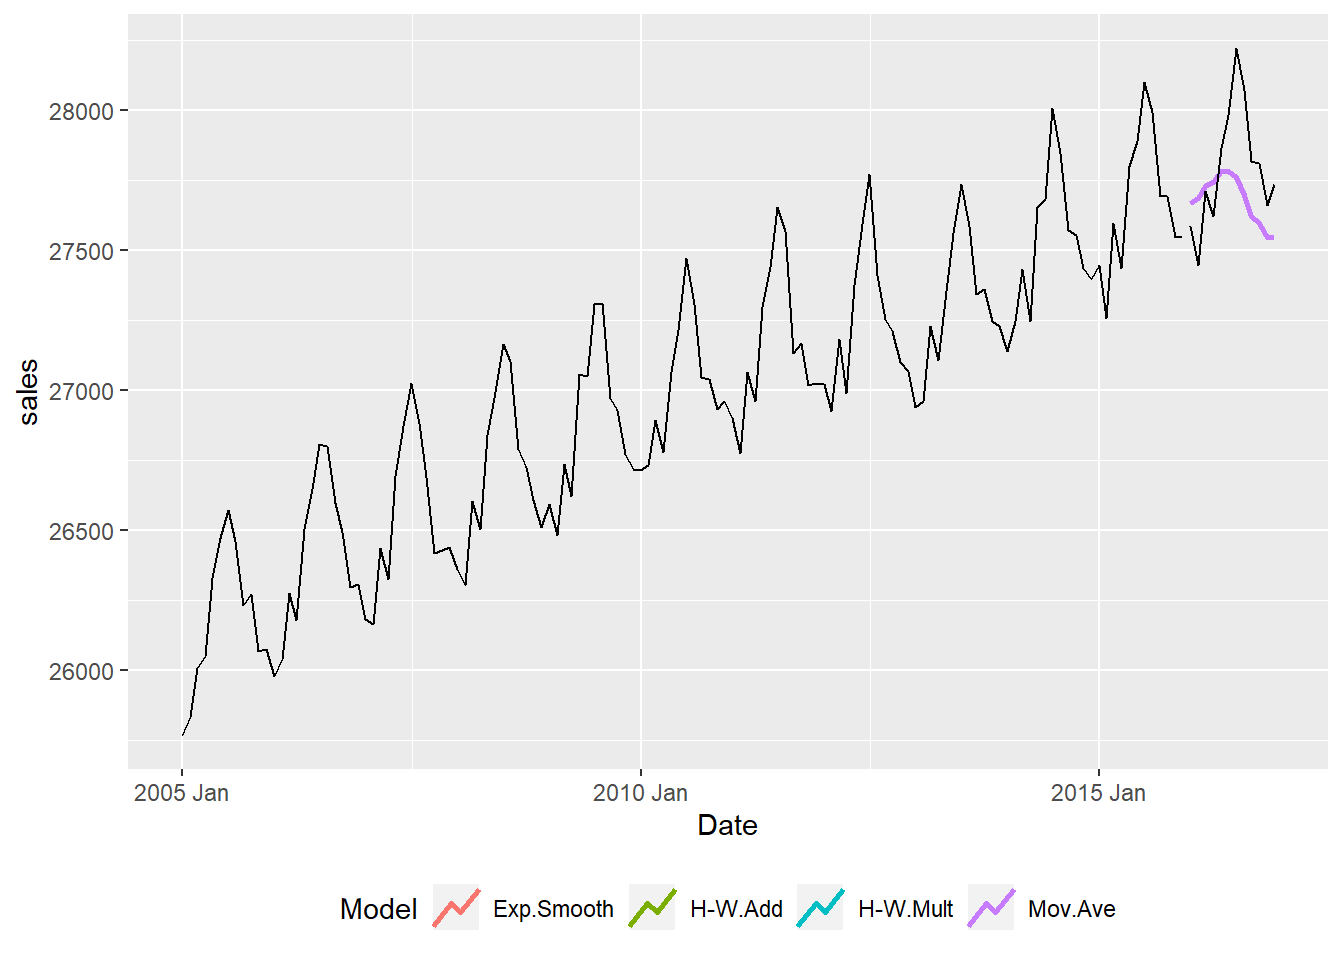 28000
27500
27000
26500
26000
sales
2005 Jan
2010 Jan
2015 Jan
Date
Model
Exp.Smooth
H-W.Add
H-W.Mult
Mov.Ave